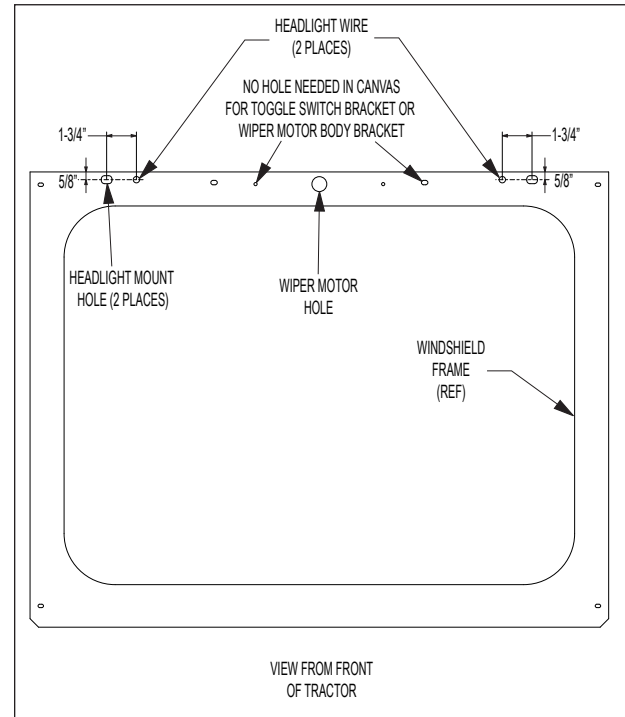 HEADLIGHT WIRE
(2 PLACES)
NO HOLE NEEDED IN CANVAS
FOR TOGGLE SWITCH BRACKET OR
WIPER MOTOR BODY BRACKET
1-3/4"
1-3/4"
5/8"
5/8"
HEADLIGHT MOUNT
HOLE (2 PLACES)
WIPER MOTOR
HOLE
WINDSHIELD
FRAME
(REF)
VIEW FROM FRONT
OF TRACTOR